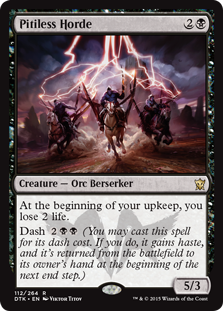 Pitiless Horde 2
Creature — Orc Berserker
At the beginning of your upkeep, you
lose 2 life.
Dash 2 (You may cast this
spell for its dash cost. If you do, it gains haste,
and it's returned from the battlefield to
its owner's hand at the beginning of the
next end step.)
5/3
112/264 R
DTK • EN Viktor Titov
™ & © 2015 Wizards of the Coast